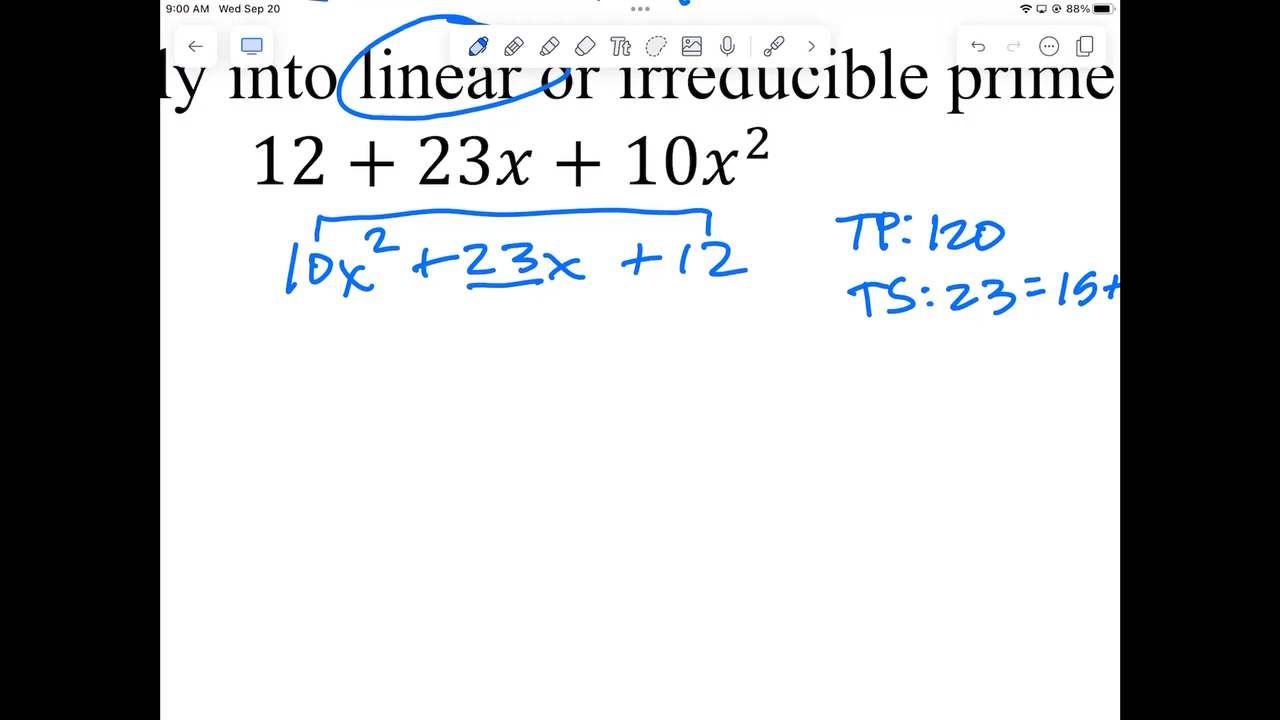 9:00 AM Wed Sep 20 88%
Tt
ly into linear or irreducible prime
12 + 23x + 10x²
10x² + 23x + 12
TP: 120
TS: 23 = 15+